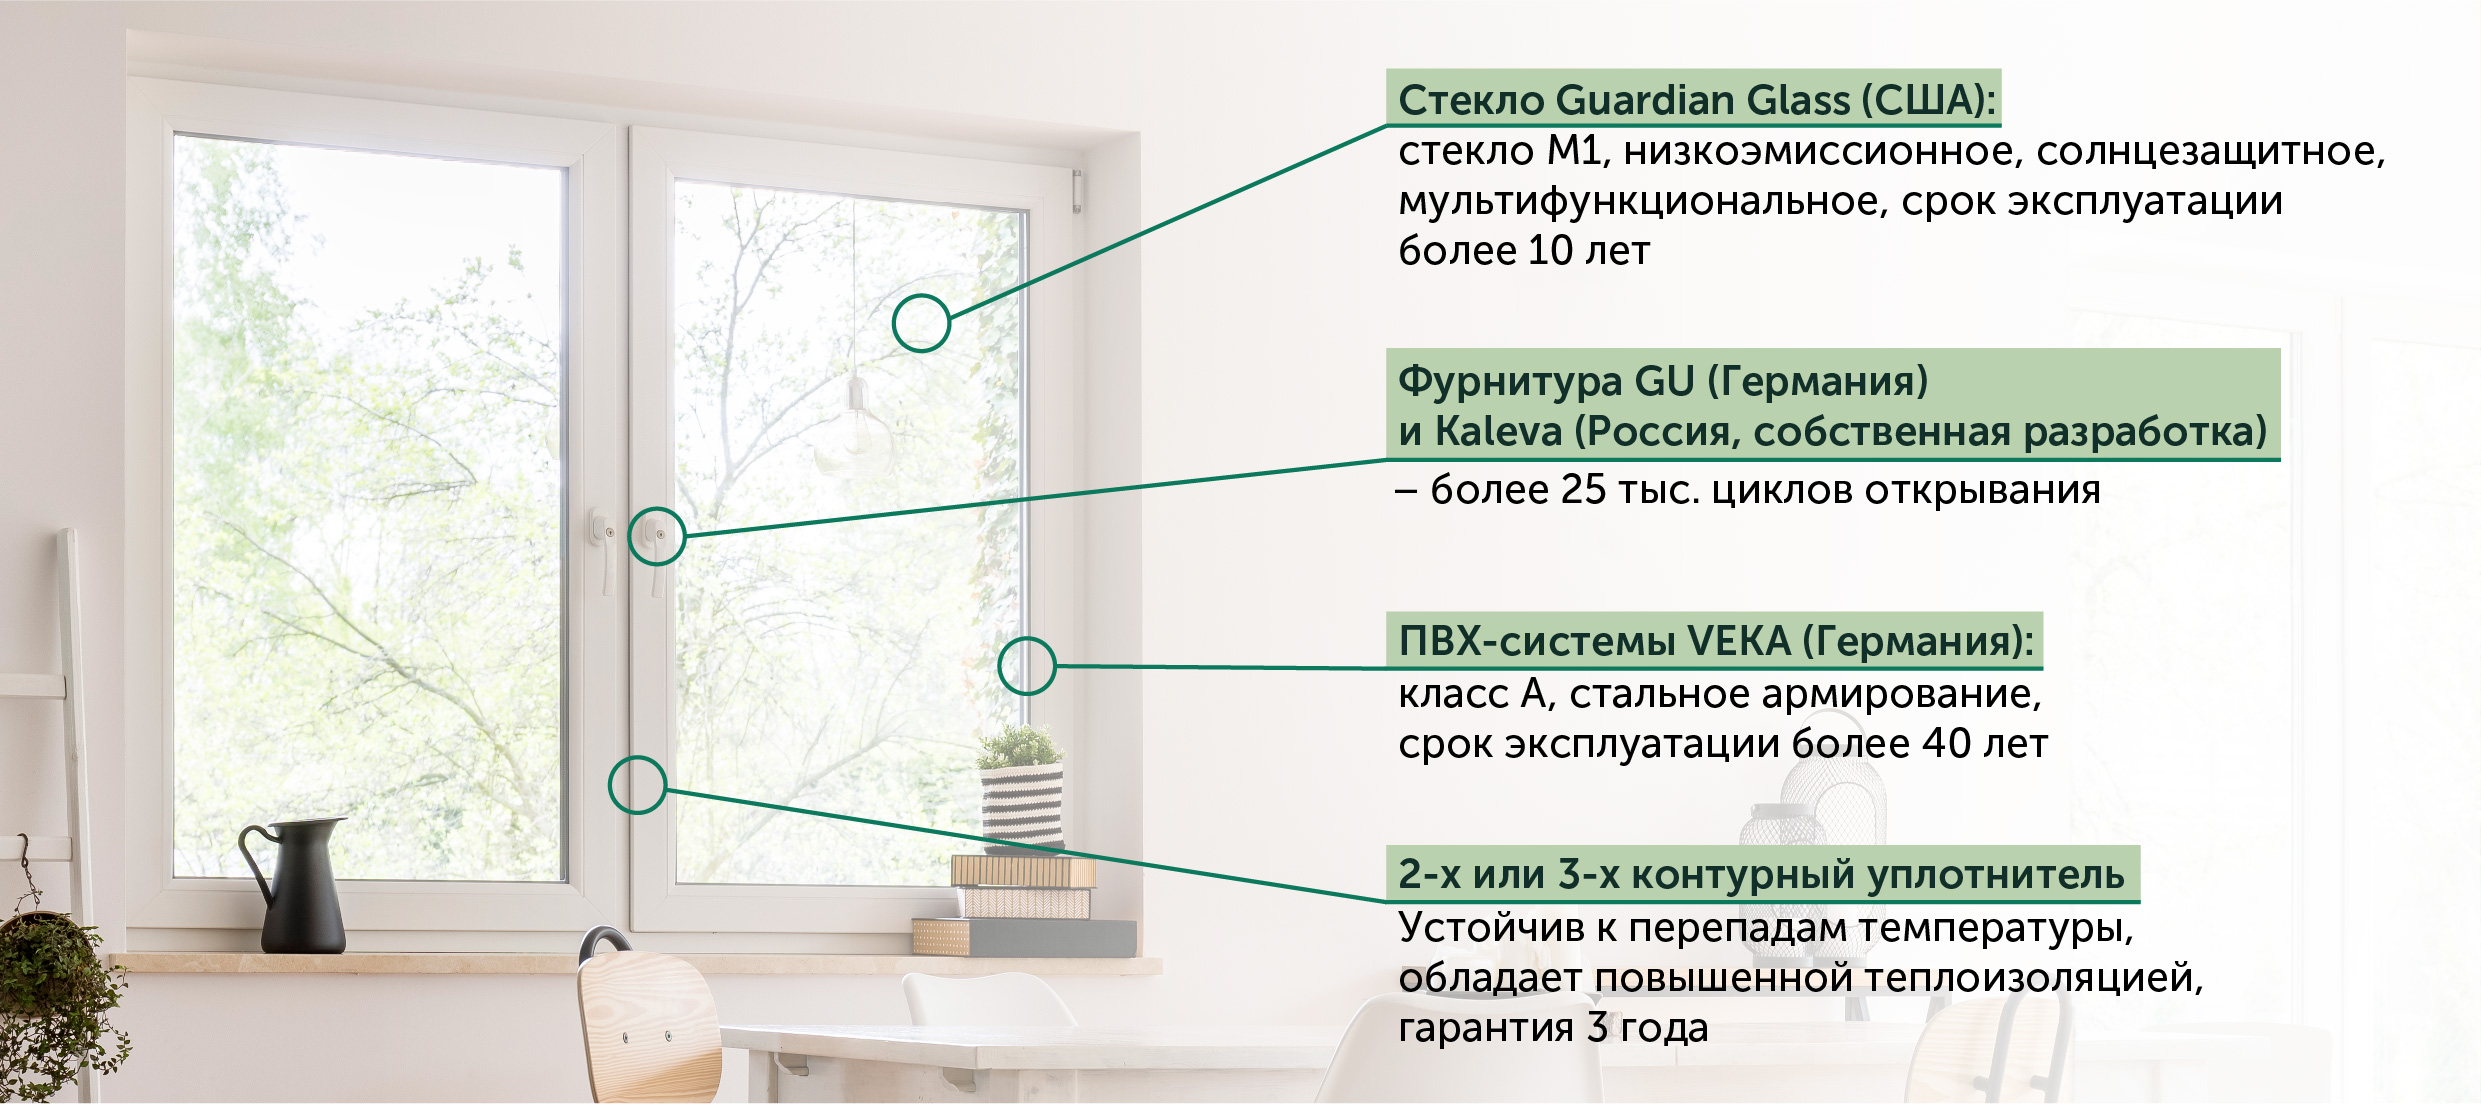 Стекло Guardian Glass (США):
стекло М1, низкоэмиссионное, солнцезащитное,
мультифункциональное, срок эксплуатации
более 10 лет
Фурнитура GU (Германия)
и Kaleva (Россия, собственная разработка)
– более 25 тыс. циклов открывания
ПВХ-системы VEKA (Германия):
класс А, стальное армирование,
срок эксплуатации более 40 лет
2-х или 3-х контурный уплотнитель
Устойчив к перепадам температуры,
обладает повышенной теплоизоляцией,
гарантия 3 года